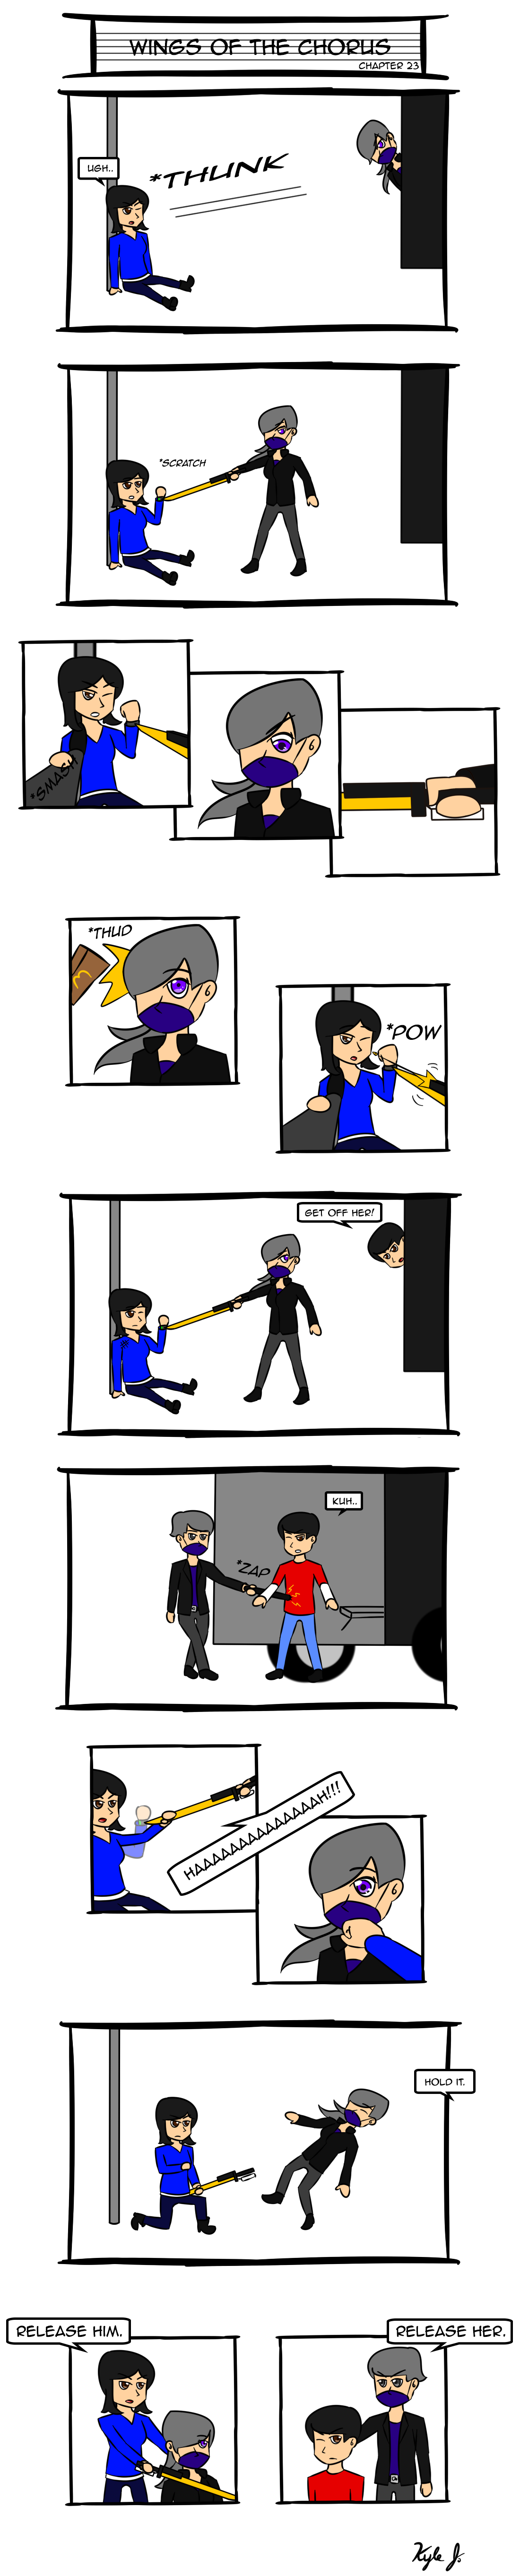 WINGS OF THE CHORUS
CHAPTER 23
UGH..
*THUNK
*SCRATCH
*SMASH
*THUD
*POW
GET OFF HER!
KUH..
*ZAP
HAAAAAAAAAAAAAH!!!
HOLD IT.
RELEASE HIM.
RELEASE HER.
Kyle J.